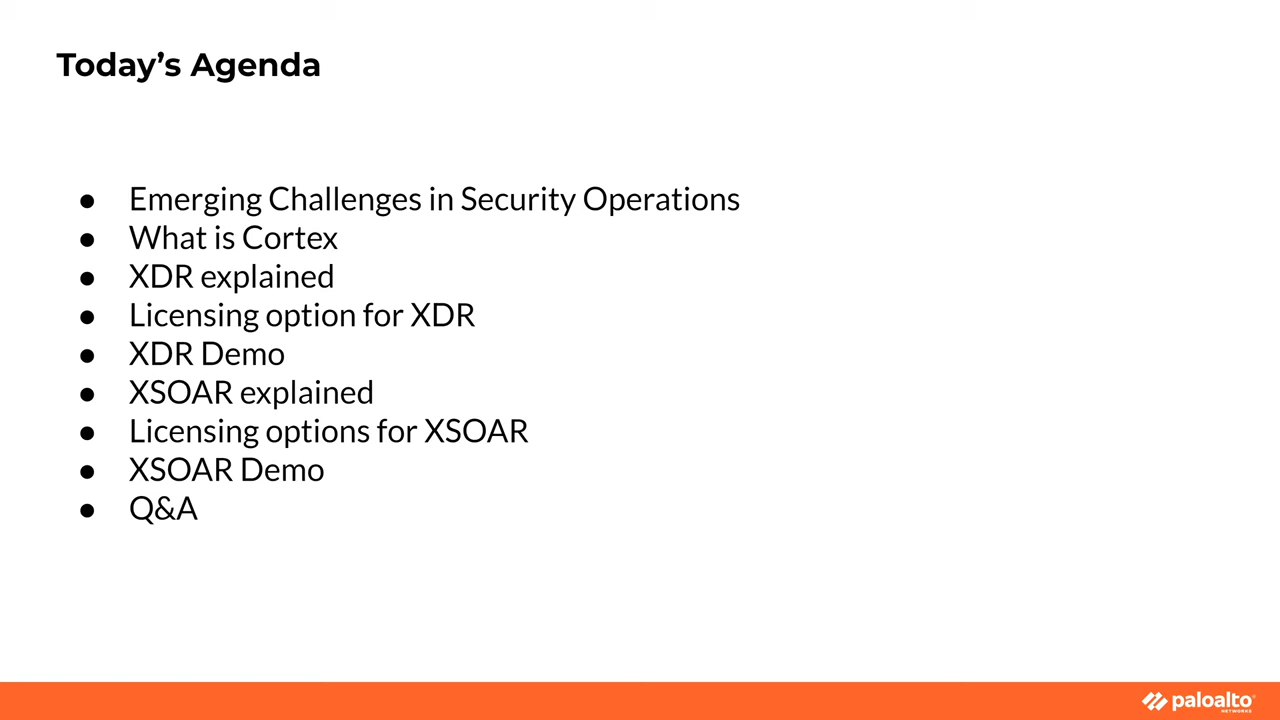 Today’s Agenda
● Emerging Challenges in Security Operations
● What is Cortex
● XDR explained
● Licensing option for XDR
● XDR Demo
● XSOAR explained
● Licensing options for XSOAR
● XSOAR Demo
● Q&A
paloalto
NETWORKS